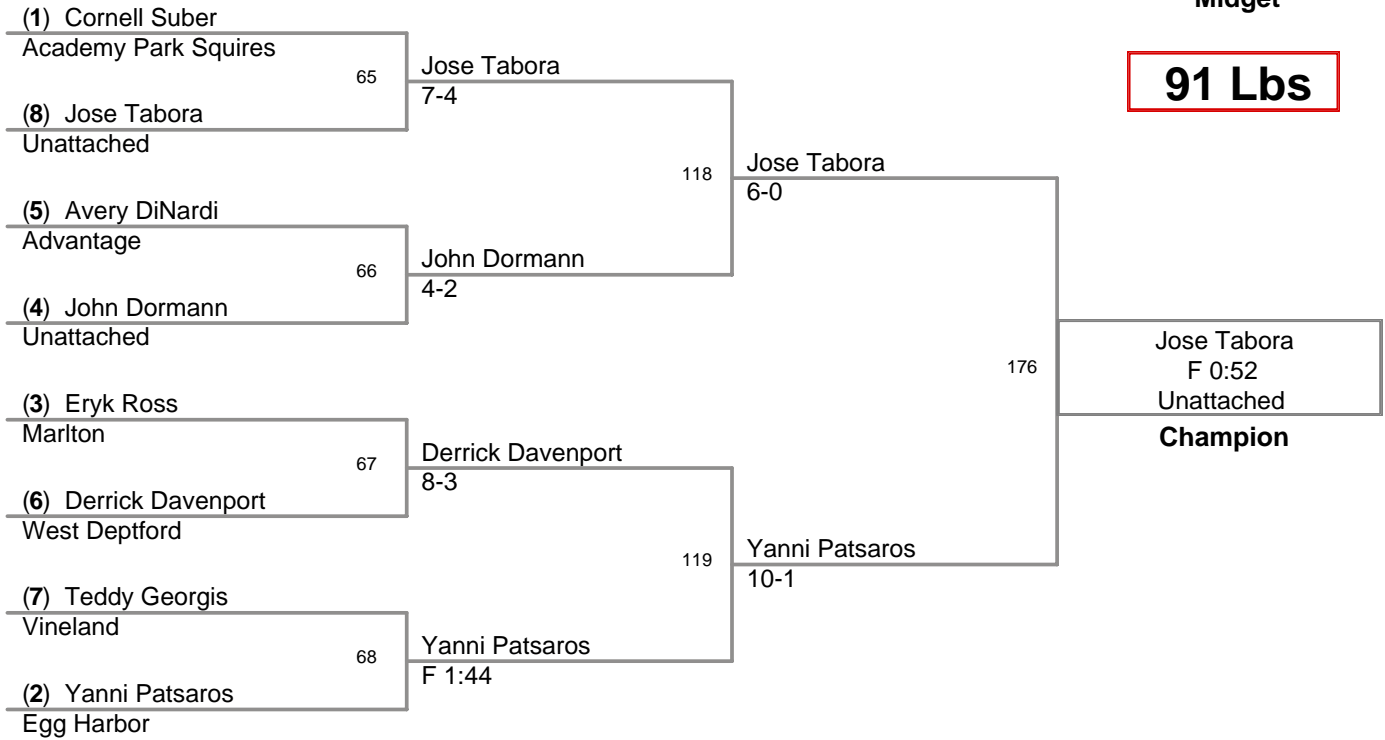 Midget
91 Lbs
(1) Cornell Suber
Academy Park Squires
65
(8) Jose Tabora
Unattached
Jose Tabora
7-4
(5) Avery DiNardi
Advantage
66
(4) John Dormann
Unattached
John Dormann
4-2
118
Jose Tabora
6-0
(3) Eryk Ross
Marlton
67
(6) Derrick Davenport
West Deptford
Derrick Davenport
8-3
(7) Teddy Georgis
Vineland
68
(2) Yanni Patsaros
Egg Harbor
Yanni Patsaros
F 1:44
119
Yanni Patsaros
10-1
176
Jose Tabora
F 0:52
Unattached
Champion